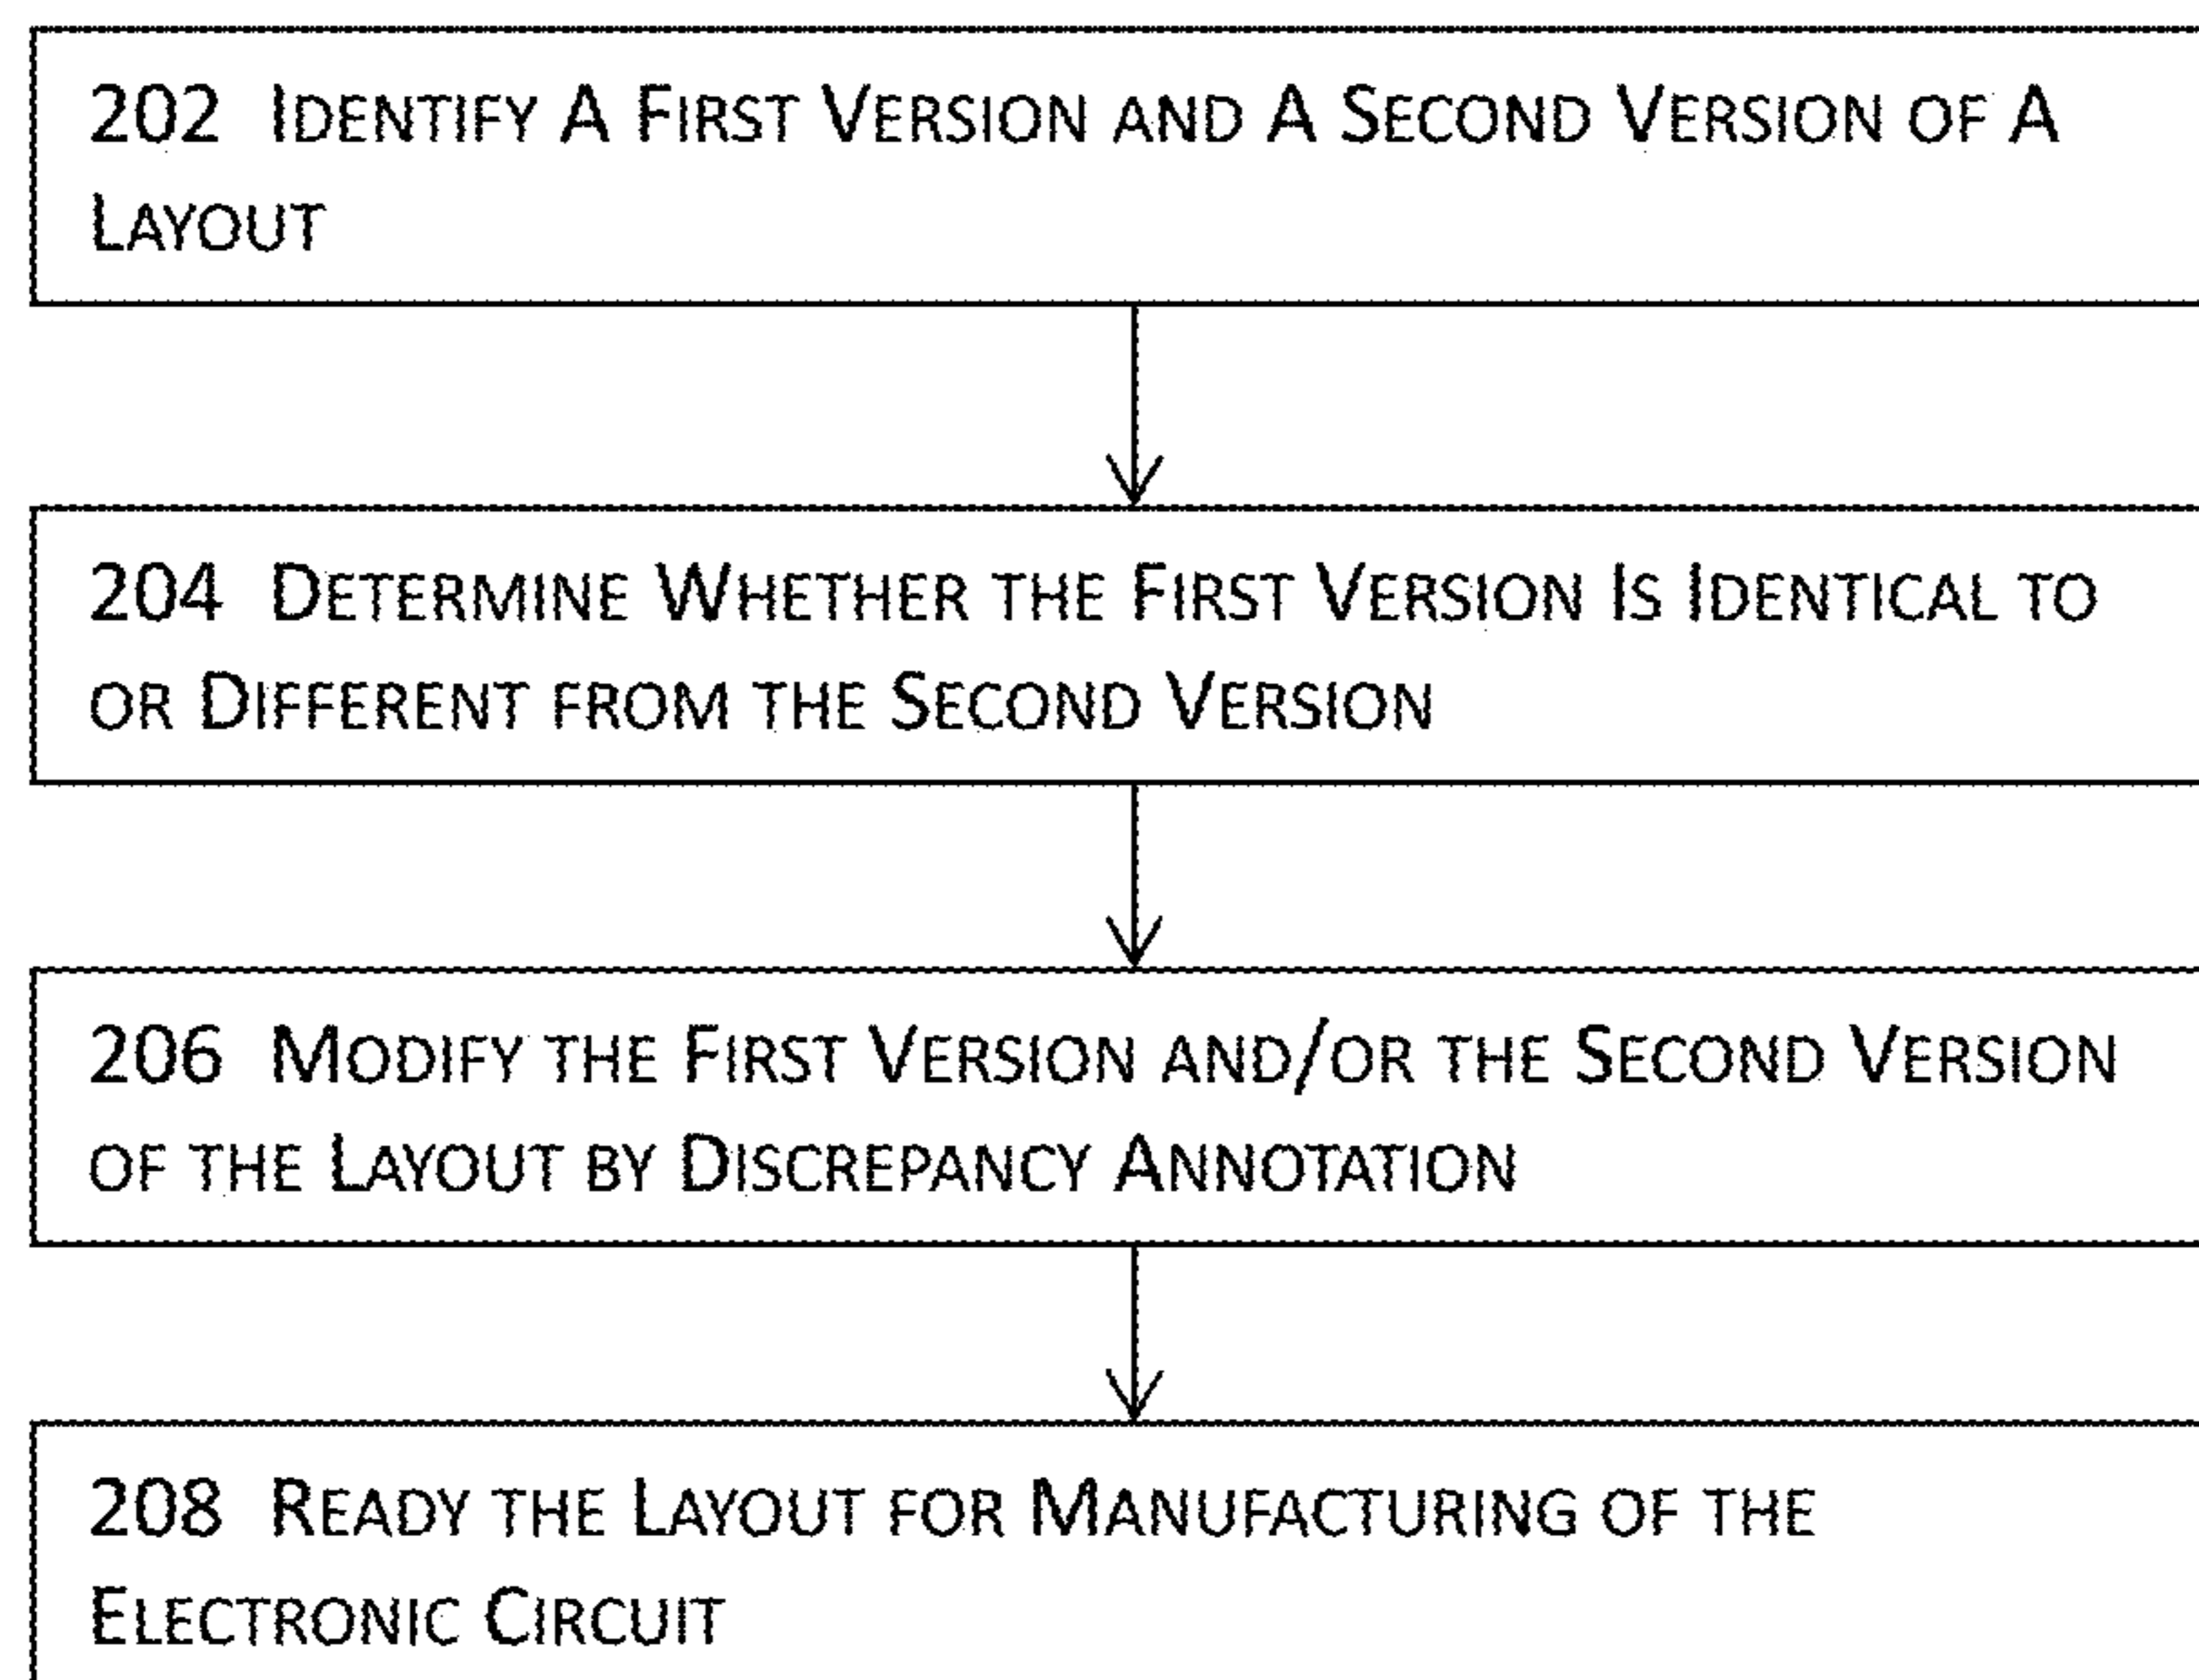 202 Identify A First Version and A Second Version of A
Layout
204 Determine Whether the First Version Is Identical to
or Different from the Second Version
206 Modify the First Version and/or the Second Version
of the Layout by Discrepancy Annotation
208 Ready the Layout for Manufacturing of the
Electronic Circuit